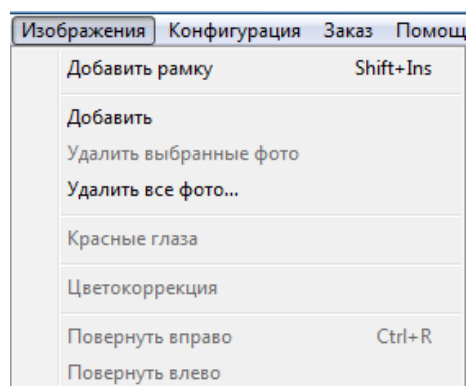 Изображения Конфигурация Заказ Помощ
Добавить рамку Shift+Ins
Добавить
Удалить выбранные фото
Удалить все фото...
Красные глаза
Цветокоррекция
Повернуть вправо Ctrl+R
Повернуть влево